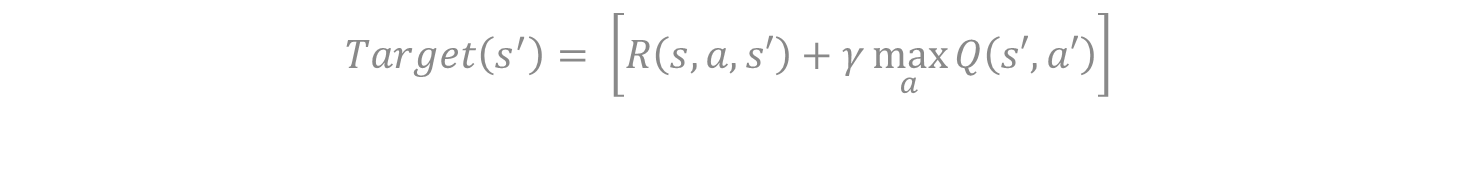 Target(s′) = [R(s, a, s′) + γ max_a Q(s′, a′)]